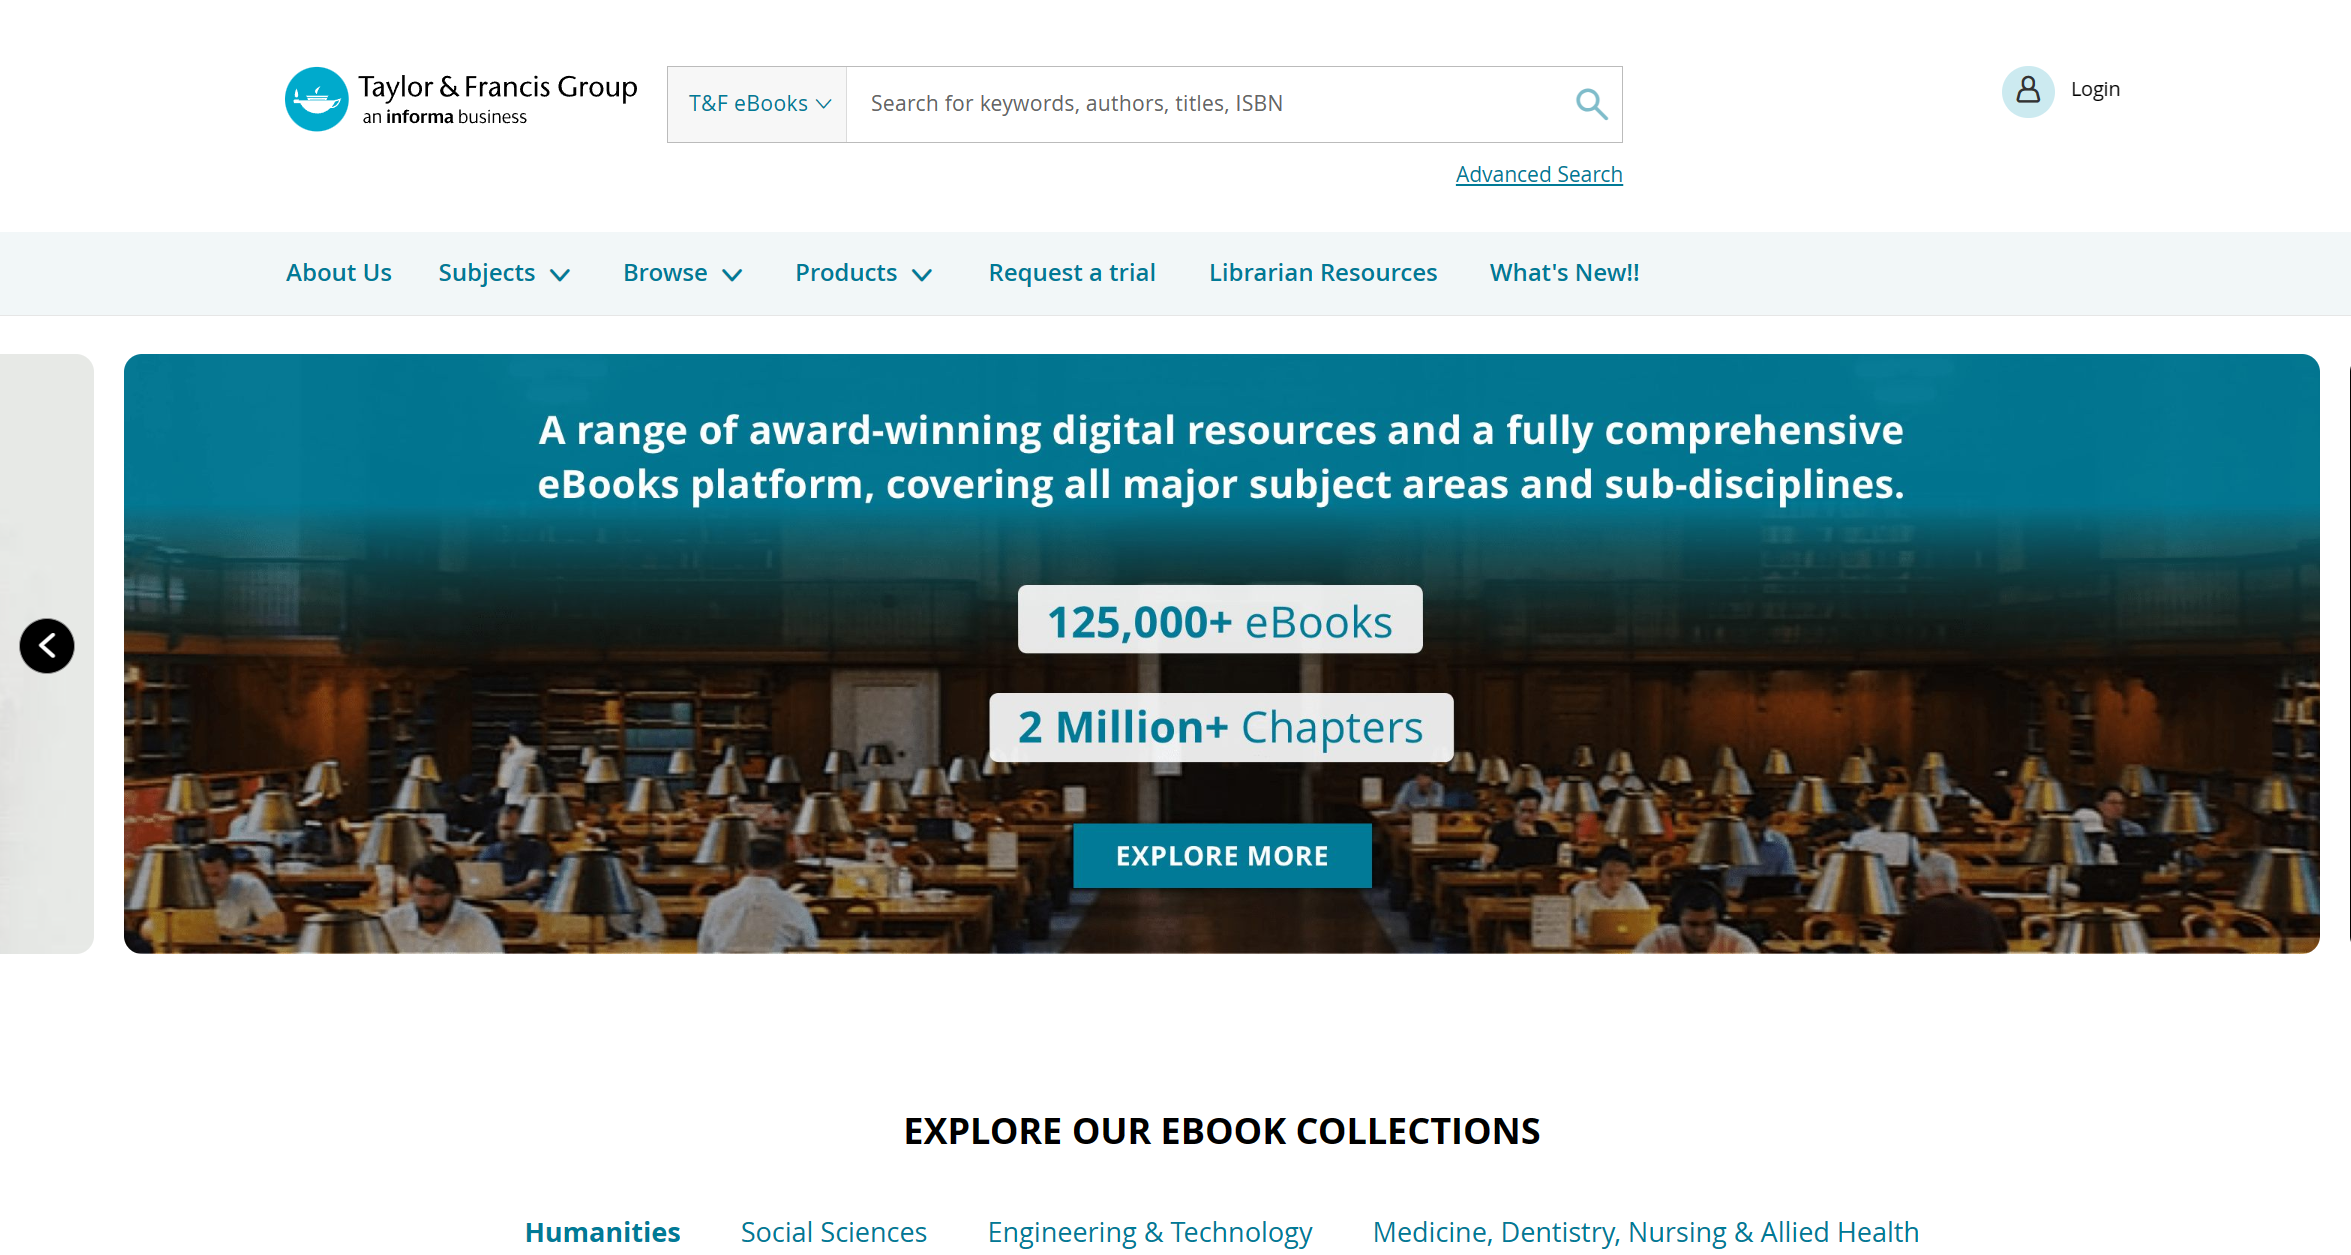 Taylor & Francis Group
an informa business
T&F eBooks
Search for keywords, authors, titles, ISBN
Login
Advanced Search
About Us
Subjects
Browse
Products
Request a trial
Librarian Resources
What's New!!
A range of award-winning digital resources and a fully comprehensive
eBooks platform, covering all major subject areas and sub-disciplines.
125,000+ eBooks
2 Million+ Chapters
EXPLORE MORE
EXPLORE OUR EBOOK COLLECTIONS
Humanities
Social Sciences
Engineering & Technology
Medicine, Dentistry, Nursing & Allied Health